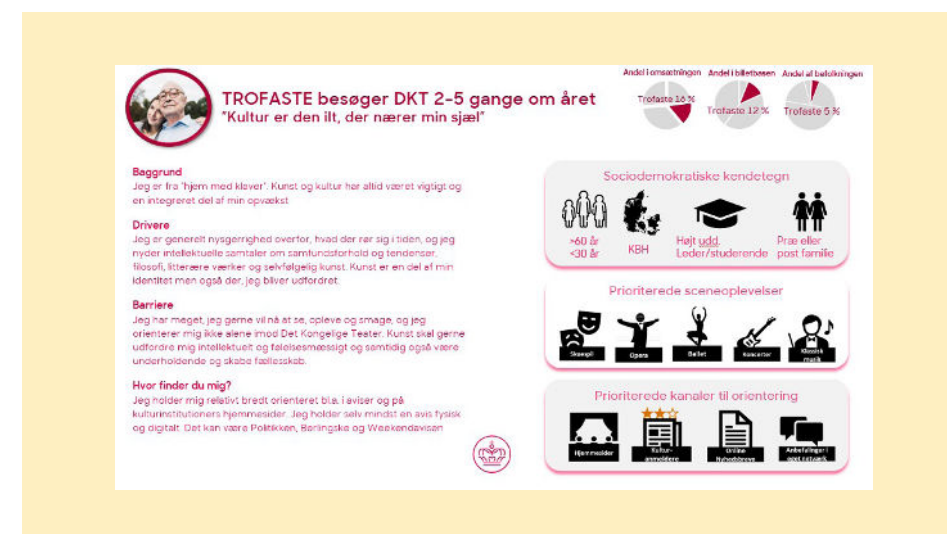 Andel i omsætningen Andel i billetbasen Andel af befolkningen
Trofaste 16 % Trofaste 12 % Trofaste 5 %
TROFASTE besøger DKT 2-5 gange om året
"Kultur er den ilt, der nærer min sjæl"
Baggrund
Jeg er fra 'hjem med klaver'. Kunst og kultur har altid været vigtigt og
en integreret del af min opvækst
Drivere
Jeg er generelt nysgerrighed overfor, hvad der rør sig i tiden, og jeg
nyder intellektuelle samtaler om samfundsforhold og tendenser,
filosofi, litterære værker og selvfølgelig kunst. Kunst er en del af min
identitet men også der, jeg bliver udfordret.
Barriere
Jeg har meget, jeg gerne vil nå at se, opleve og smage, og jeg
orienterer mig ikke alene imod Det Kongelige Teater. Kunst skal gerne
udfordre mig intellektuelt og følelsesmæssigt og samtidig også være
underholdende og skabe fællesskab.
Hvor finder du mig?
Jeg holder mig relativt bredt orienteret bl.a. i aviser og på
kulturinstitutioners hjemmesider. Jeg holder selv mindst en avis fysisk
og digitalt. Det kan være Politikken, Berlingske og Weekendavisen
Sociodemokratiske kendetegn
>60 år
<30 år
KBH
Højt udd.
Leder/studerende
Præ eller
post familie
Prioriterede sceneoplevelser
Skuespil
Opera
Ballet
Koncerter
Klassisk
musik
Prioriterede kanaler til orientering
Hjemmesider
Kultur-
anmeldere
Online
Nyhedsbreve
Anbefalinger i
eget netværk